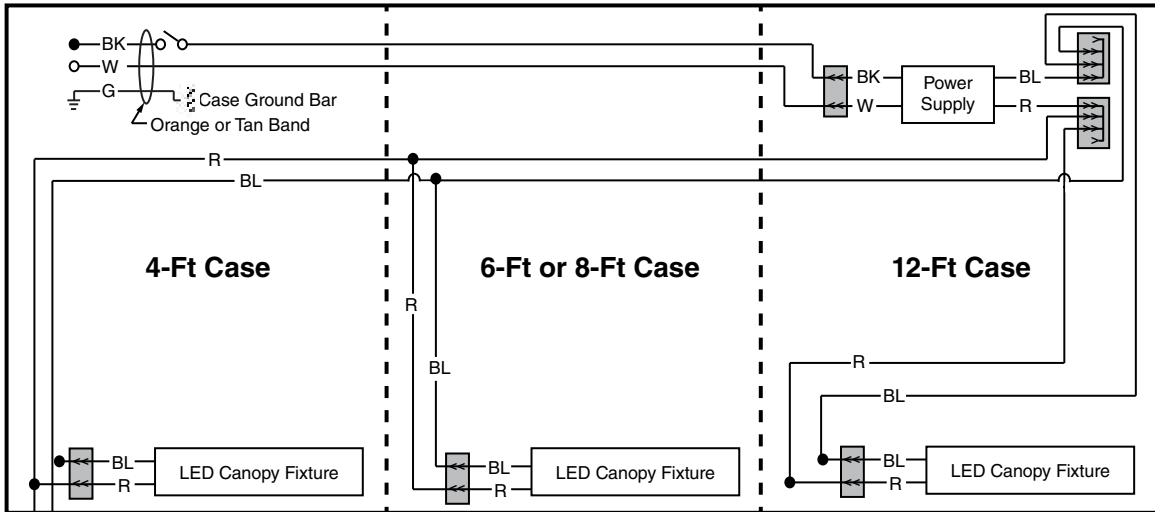 BK
W
G
Case Ground Bar
Orange or Tan Band
BK
W
Power
Supply
BL
R
R
BL
4-Ft Case
6-Ft or 8-Ft Case
12-Ft Case
R
BL
R
BL
BL
R
LED Canopy Fixture
BL
R
LED Canopy Fixture
BL
R
LED Canopy Fixture